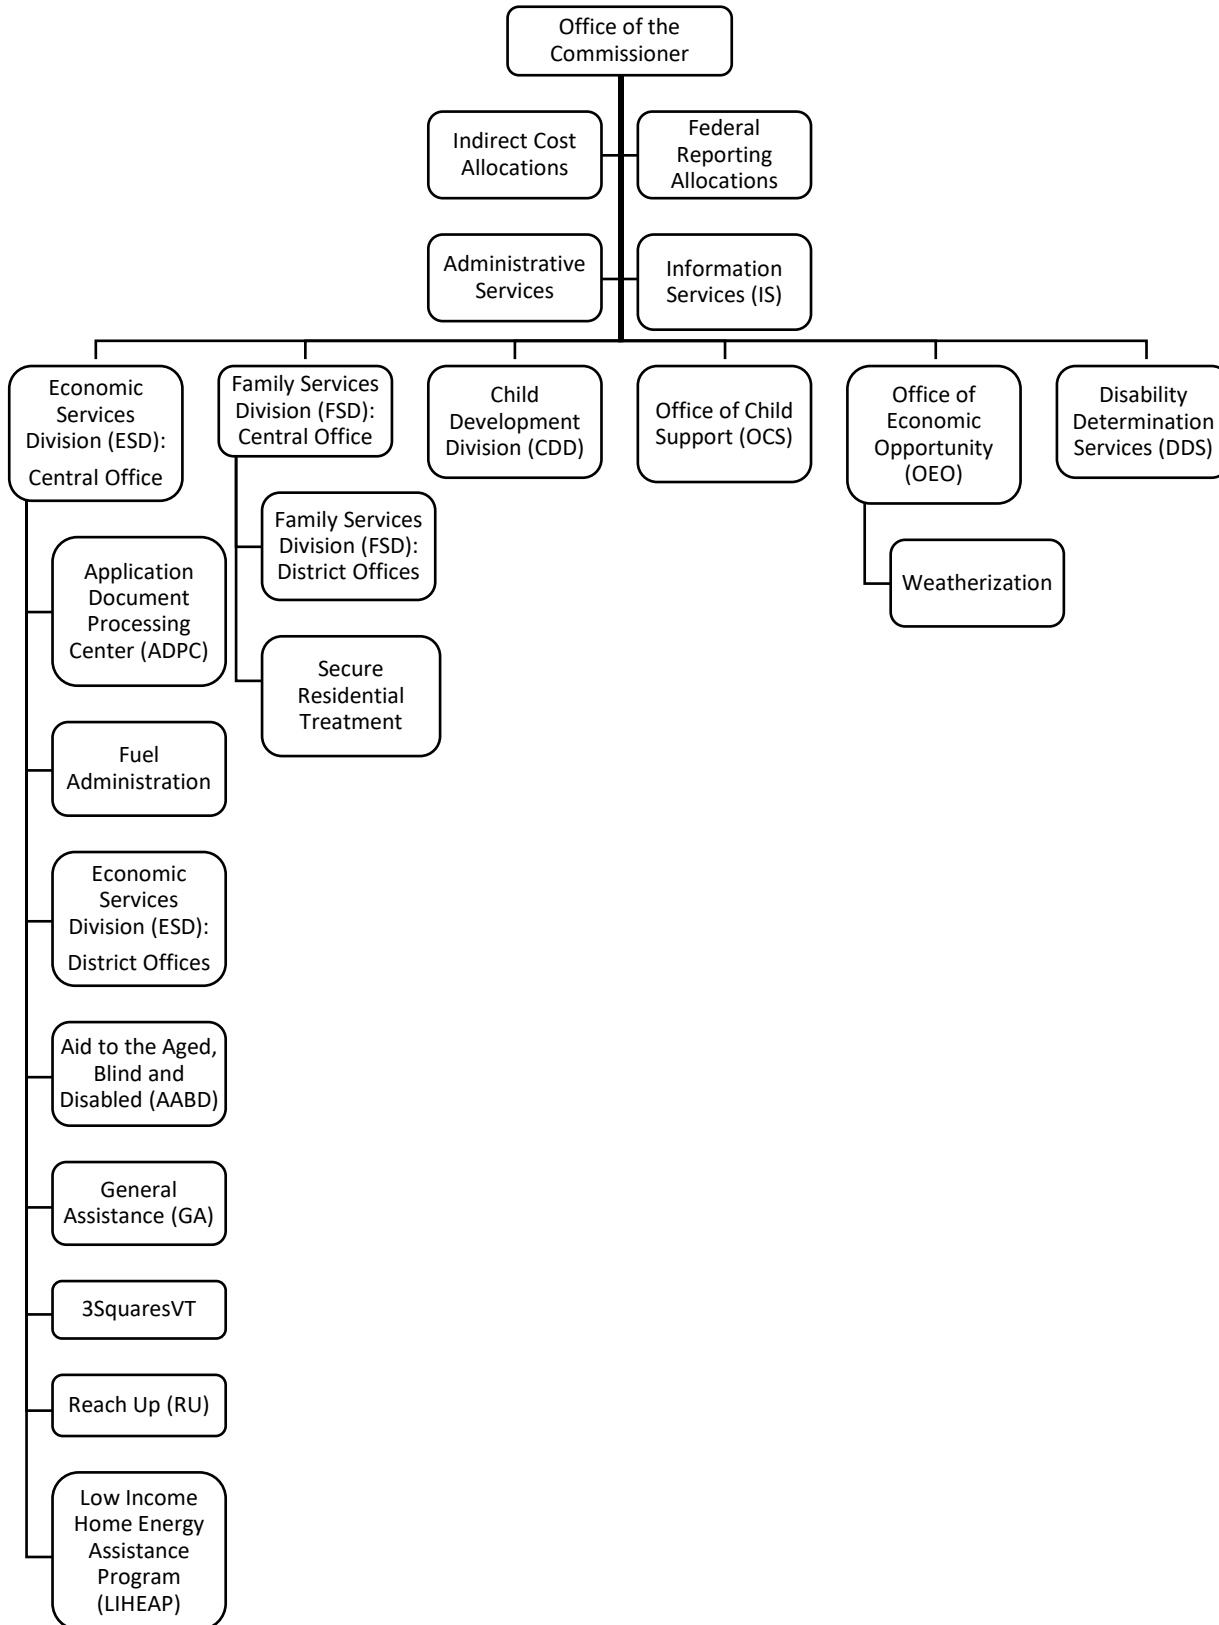 Office of the
Commissioner
Indirect Cost
Allocations
Federal
Reporting
Allocations
Administrative
Services
Information
Services (IS)
Economic
Services
Division (ESD):
Central Office
Family Services
Division (FSD):
Central Office
Child
Development
Division (CDD)
Office of Child
Support (OCS)
Office of
Economic
Opportunity
(OEO)
Disability
Determination
Services (DDS)
Application
Document
Processing
Center (ADPC)
Fuel
Administration
Economic
Services
Division (ESD):
District Offices
Aid to the Aged,
Blind and
Disabled (AABD)
General
Assistance (GA)
3SquaresVT
Reach Up (RU)
Low Income
Home Energy
Assistance
Program
(LIHEAP)
Family Services
Division (FSD):
District Offices
Secure
Residential
Treatment
Weatherization